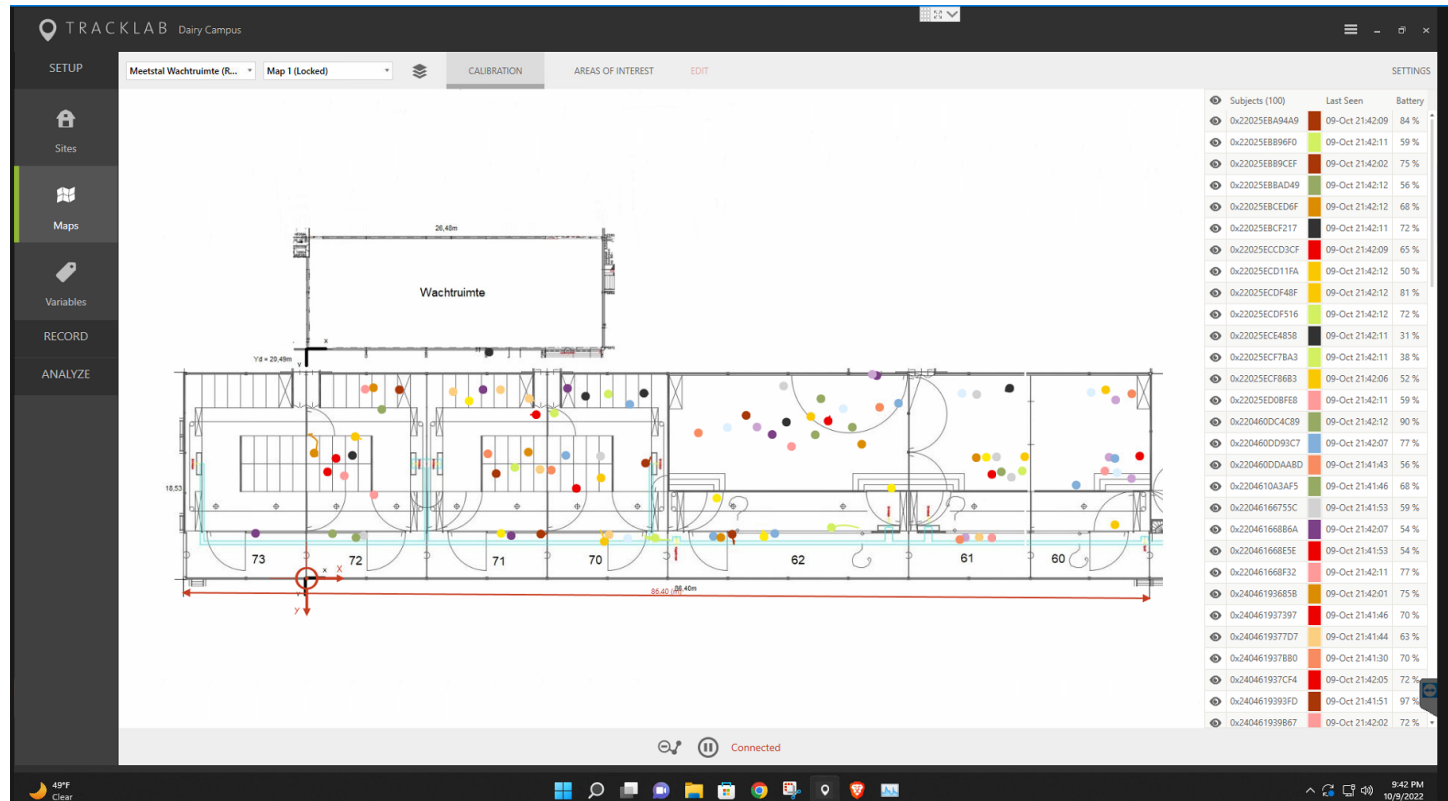 TRACKLAB Dairy Campus
SETUP
Meetstal Wachtruimte (R...
Map 1 (Locked)
CALIBRATION
AREAS OF INTEREST
EDIT
SETTINGS
Sites
Maps
Variables
RECORD
ANALYZE
26,48m
Wachtruimte
Yd = 20,49m
x
y
18,53
73
72
71
70
62
61
60
x X
y
y
86.40 (m)
86.40m
Subjects (100) Last Seen Battery
0x22025EBA94A9 09-Oct 21:42:09 84 %
0x22025EBB96F0 09-Oct 21:42:11 59 %
0x22025EBB9CEF 09-Oct 21:42:02 75 %
0x22025EBBAD49 09-Oct 21:42:12 56 %
0x22025EBCED6F 09-Oct 21:42:12 68 %
0x22025EBCF217 09-Oct 21:42:11 72 %
0x22025ECCD3CF 09-Oct 21:42:09 65 %
0x22025ECD11FA 09-Oct 21:42:12 50 %
0x22025ECDF48F 09-Oct 21:42:12 81 %
0x22025ECDF516 09-Oct 21:42:12 72 %
0x22025ECE4858 09-Oct 21:42:11 31 %
0x22025ECF7BA3 09-Oct 21:42:11 38 %
0x22025ECF86B3 09-Oct 21:42:06 52 %
0x22025ED0BFE8 09-Oct 21:42:11 59 %
0x220460DC4C89 09-Oct 21:42:12 90 %
0x220460DD93C7 09-Oct 21:42:07 77 %
0x220460DDAABD 09-Oct 21:41:43 56 %
0x2204610A3AF5 09-Oct 21:41:46 68 %
0x22046166755C 09-Oct 21:41:53 59 %
0x220461668B6A 09-Oct 21:42:07 54 %
0x220461668E5E 09-Oct 21:41:53 54 %
0x220461668F32 09-Oct 21:42:11 77 %
0x24046193685B 09-Oct 21:42:01 75 %
0x240461937397 09-Oct 21:41:46 70 %
0x2404619377D7 09-Oct 21:41:44 63 %
0x240461937BB0 09-Oct 21:41:30 70 %
0x240461937CF4 09-Oct 21:42:05 72 %
0x2404619393FD 09-Oct 21:41:51 97 %
0x240461939B67 09-Oct 21:42:02 72 %
Connected
49°F
Clear
9:42 PM
10/9/2022